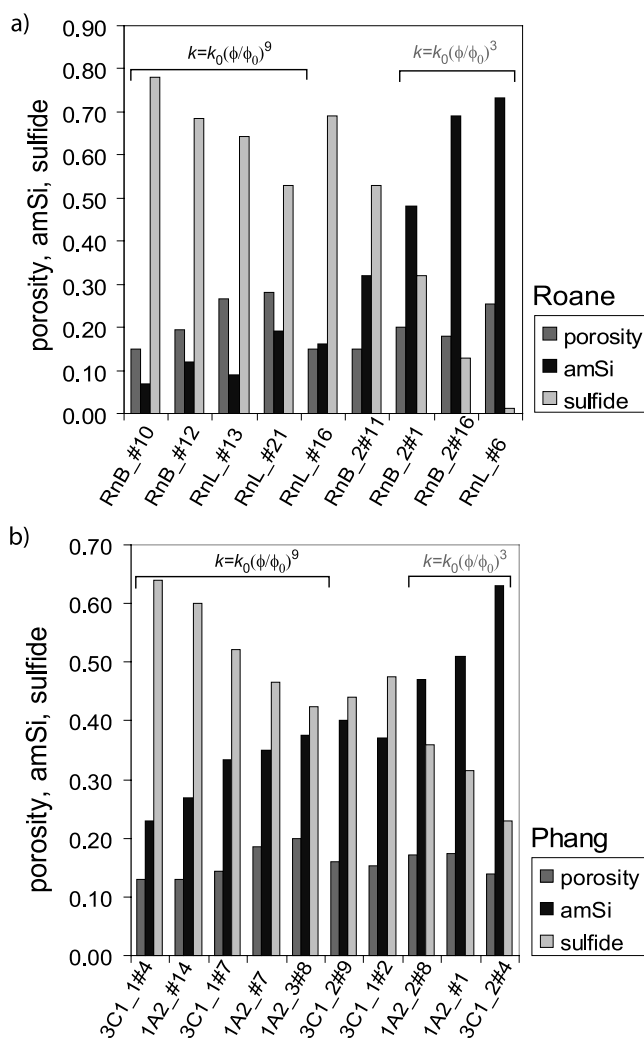 a)
k=k₀(ϕ/ϕ₀)⁹
k=k₀(ϕ/ϕ₀)³
porosity, amSi, sulfide
0.90
0.80
0.70
0.60
0.50
0.40
0.30
0.20
0.10
0.00
RnB_#10
RnB_#12
RnL_#13
RnL_#21
RnL_#16
RnB_2#11
RnB_2#1
RnB_2#16
RnL_#6
Roane
porosity
amSi
sulfide
b)
k=k₀(ϕ/ϕ₀)⁹
k=k₀(ϕ/ϕ₀)³
porosity, amSi, sulfide
0.70
0.60
0.50
0.40
0.30
0.20
0.10
0.00
3C1_1#4
1A2_#14
3C1_1#7
1A2_#7
1A2_3#8
3C1_2#9
3C1_1#2
1A2_2#8
1A2_#1
3C1_2#4
Phang
porosity
amSi
sulfide